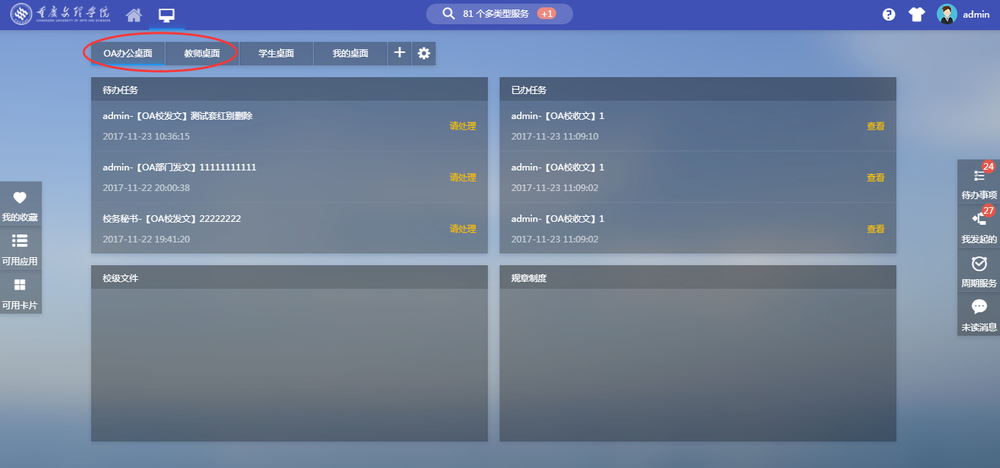 重庆文理学院
CHONGQING UNIVERSITY OF ARTS AND SCIENCES
81 个多类型服务 +1
admin
OA办公桌面 教师桌面 学生桌面 我的桌面
待办任务
admin-【OA校发文】测试套红别删除
2017-11-23 10:36:15
请处理
admin-【OA部门发文】11111111111
2017-11-22 20:00:38
请处理
校务秘书-【OA校发文】22222222
2017-11-22 19:41:20
请处理
已办任务
admin-【OA校收文】1
2017-11-23 11:09:10
查看
admin-【OA校收文】1
2017-11-23 11:09:02
查看
admin-【OA校收文】1
2017-11-23 11:09:02
查看
校级文件
规章制度
我的收藏
可用应用
可用卡片
24
待办事项
27
我发起的
周期服务
未读消息